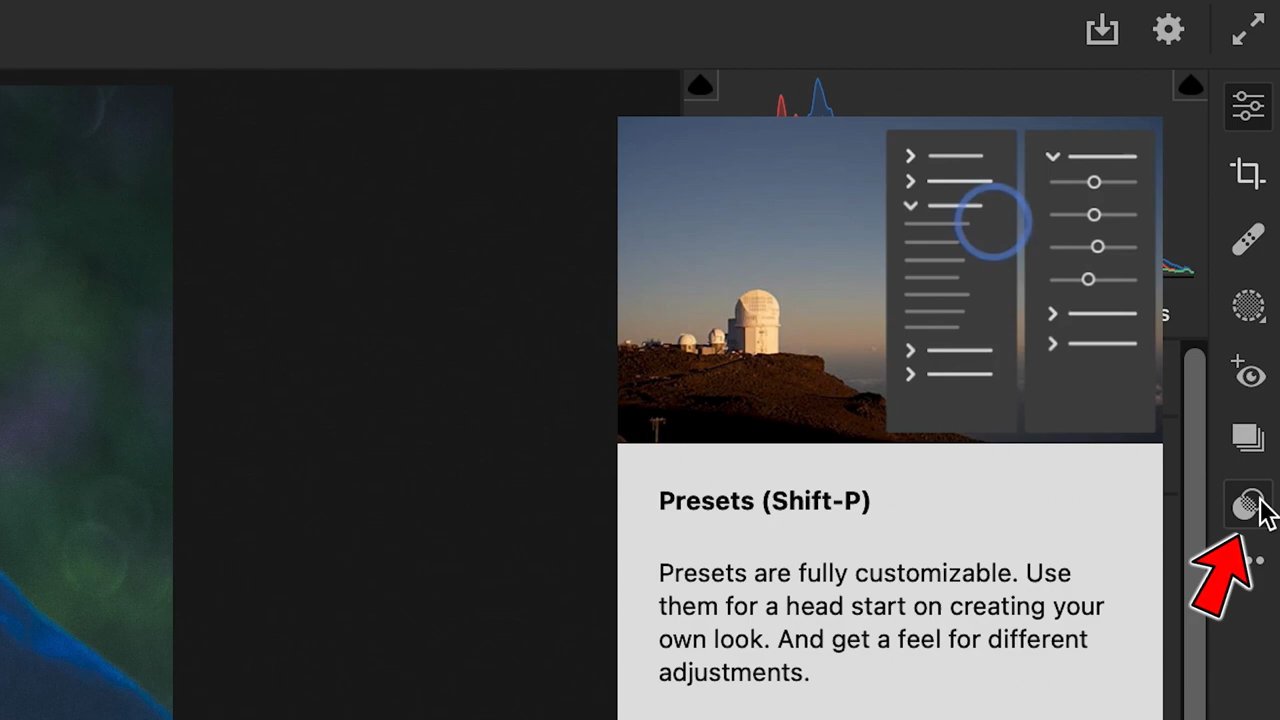 s
Presets (Shift-P)
Presets are fully customizable. Use
them for a head start on creating your
own look. And get a feel for different
adjustments.